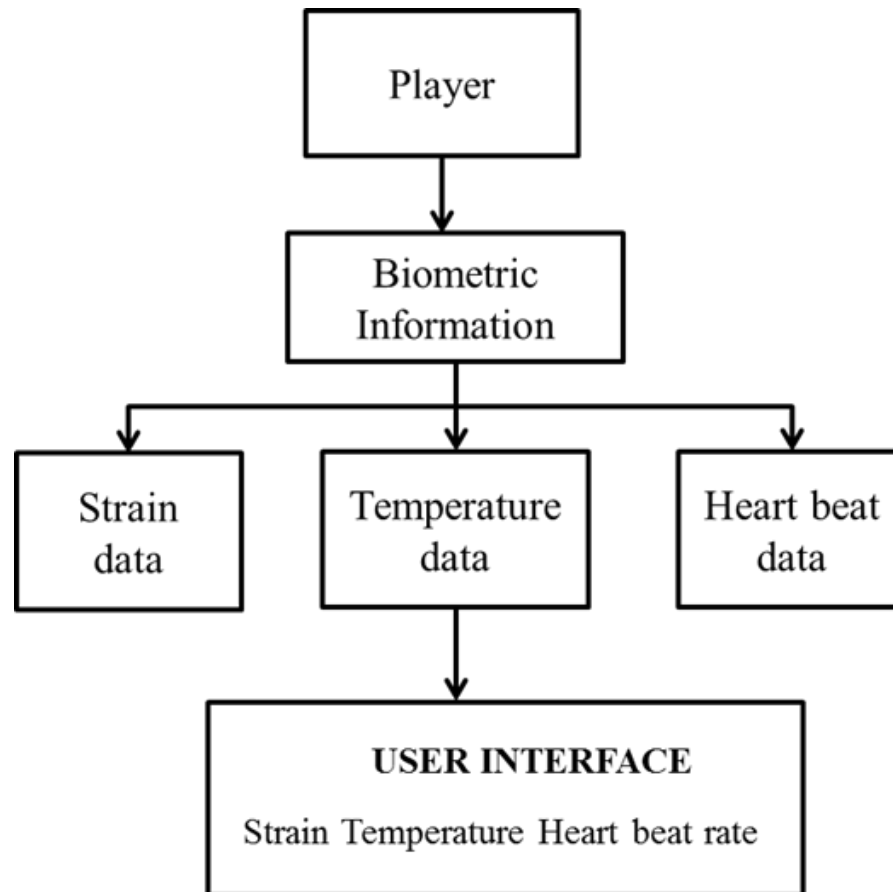 Player
Biometric
Information
Strain
data
Temperature
data
Heart beat
data
USER INTERFACE
Strain Temperature Heart beat rate